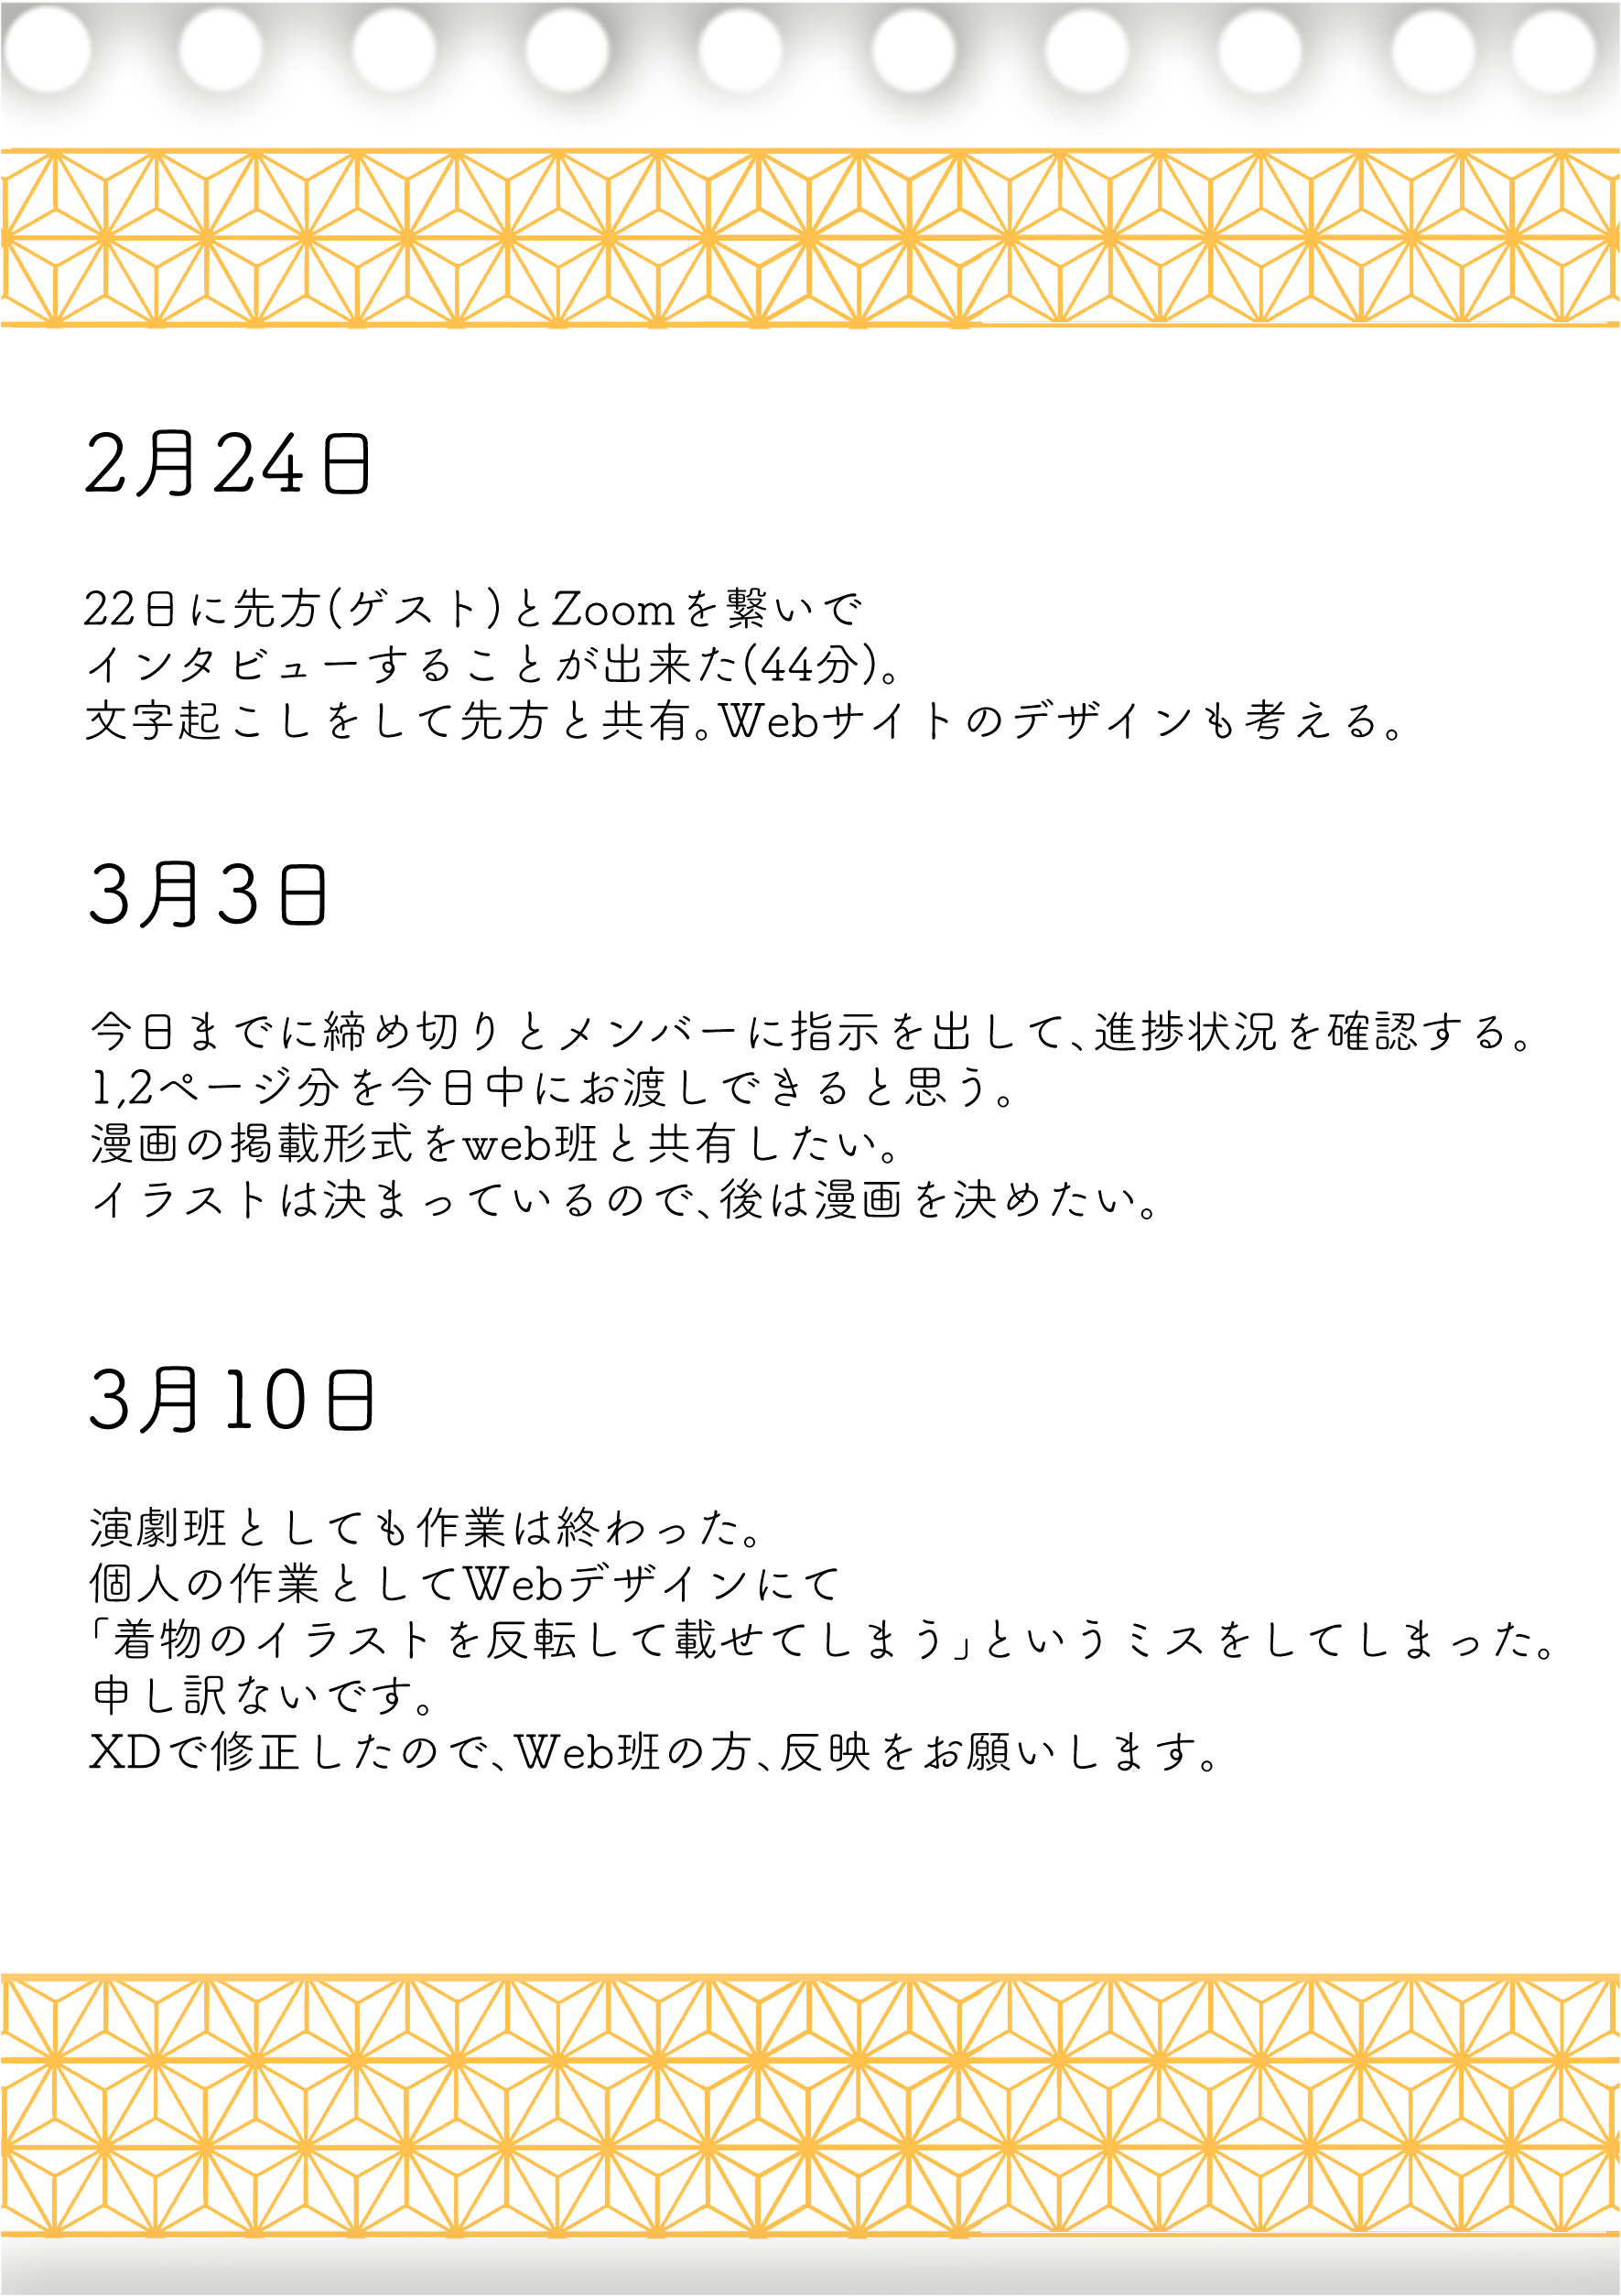 2月24日
22日に先方(ゲスト)とZoomを繋いで
インタビューすることが出来た(44分)。
文字起こしをして先方と共有。Webサイトのデザインも考える。
3月3日
今日までに締め切りとメンバーに指示を出して、進捗状況を確認する。
1,2ページ分を今日中にお渡しできると思う。
漫画の掲載形式をweb班と共有したい。
イラストは決まっているので、後は漫画を決めたい。
3月10日
演劇班としても作業は終わった。
個人の作業としてWebデザインにて
「着物のイラストを反転して載せてしまう」というミスをしてしまった。
申し訳ないです。
XDで修正したので、Web班の方、反映をお願いします。